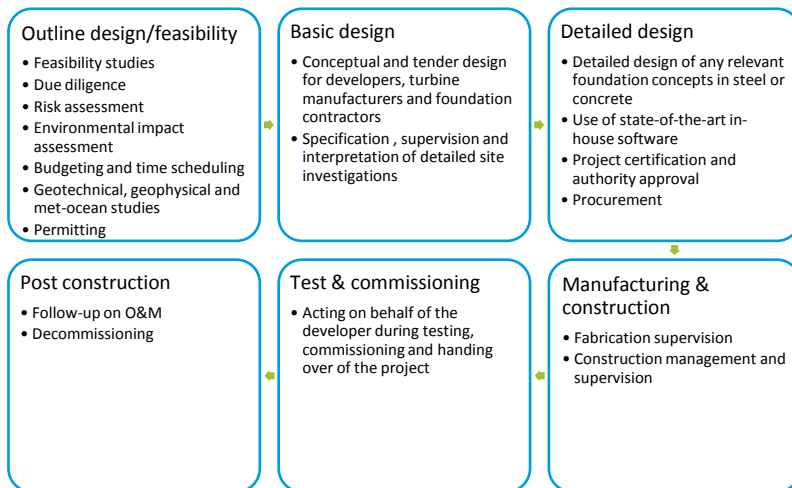 Outline design/feasibility
• Feasibility studies
• Due diligence
• Risk assessment
• Environmental impact
assessment
• Budgeting and time scheduling
• Geotechnical, geophysical and
met-ocean studies
• Permitting
Basic design
• Conceptual and tender design
for developers, turbine
manufacturers and foundation
contractors
• Specification , supervision and
interpretation of detailed site
investigations
Detailed design
• Detailed design of any relevant
foundation concepts in steel or
concrete
• Use of state-of-the-art in-
house software
• Project certification and
authority approval
• Procurement
Manufacturing &
construction
• Fabrication supervision
• Construction management and
supervision
Test & commissioning
• Acting on behalf of the
developer during testing,
commissioning and handing
over of the project
Post construction
• Follow-up on O&M
• Decommissioning